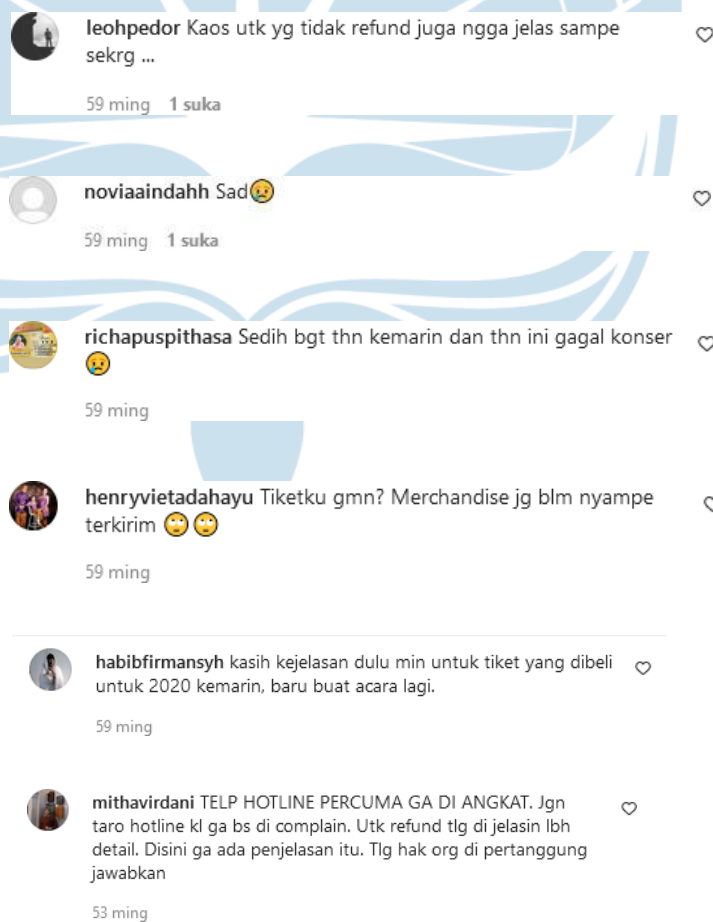 leohpedor Kaos utk yg tidak refund juga ngga jelas sampe
sekrg ...
59 ming 1 suka
noviaaindahh Sad😢
59 ming 1 suka
richapuspithasa Sedih bgt thn kemarin dan thn ini gagal konser
😢
59 ming
henryvietadahayu Tiketku gmn? Merchandise jg blm nyampe
terkirim 🙄🙄
59 ming
habibfirmansyh kasih kejelasan dulu min untuk tiket yang dibeli
untuk 2020 kemarin, baru buat acara lagi.
59 ming
mithavirdani TELP HOTLINE PERCUMA GA DI ANGKAT. Jgn
taro hotline kl ga bs di complain. Utk refund tlg di jelasin lbh
detail. Disini ga ada penjelasan itu. Tlg hak org di pertanggung
jawabkan
53 ming